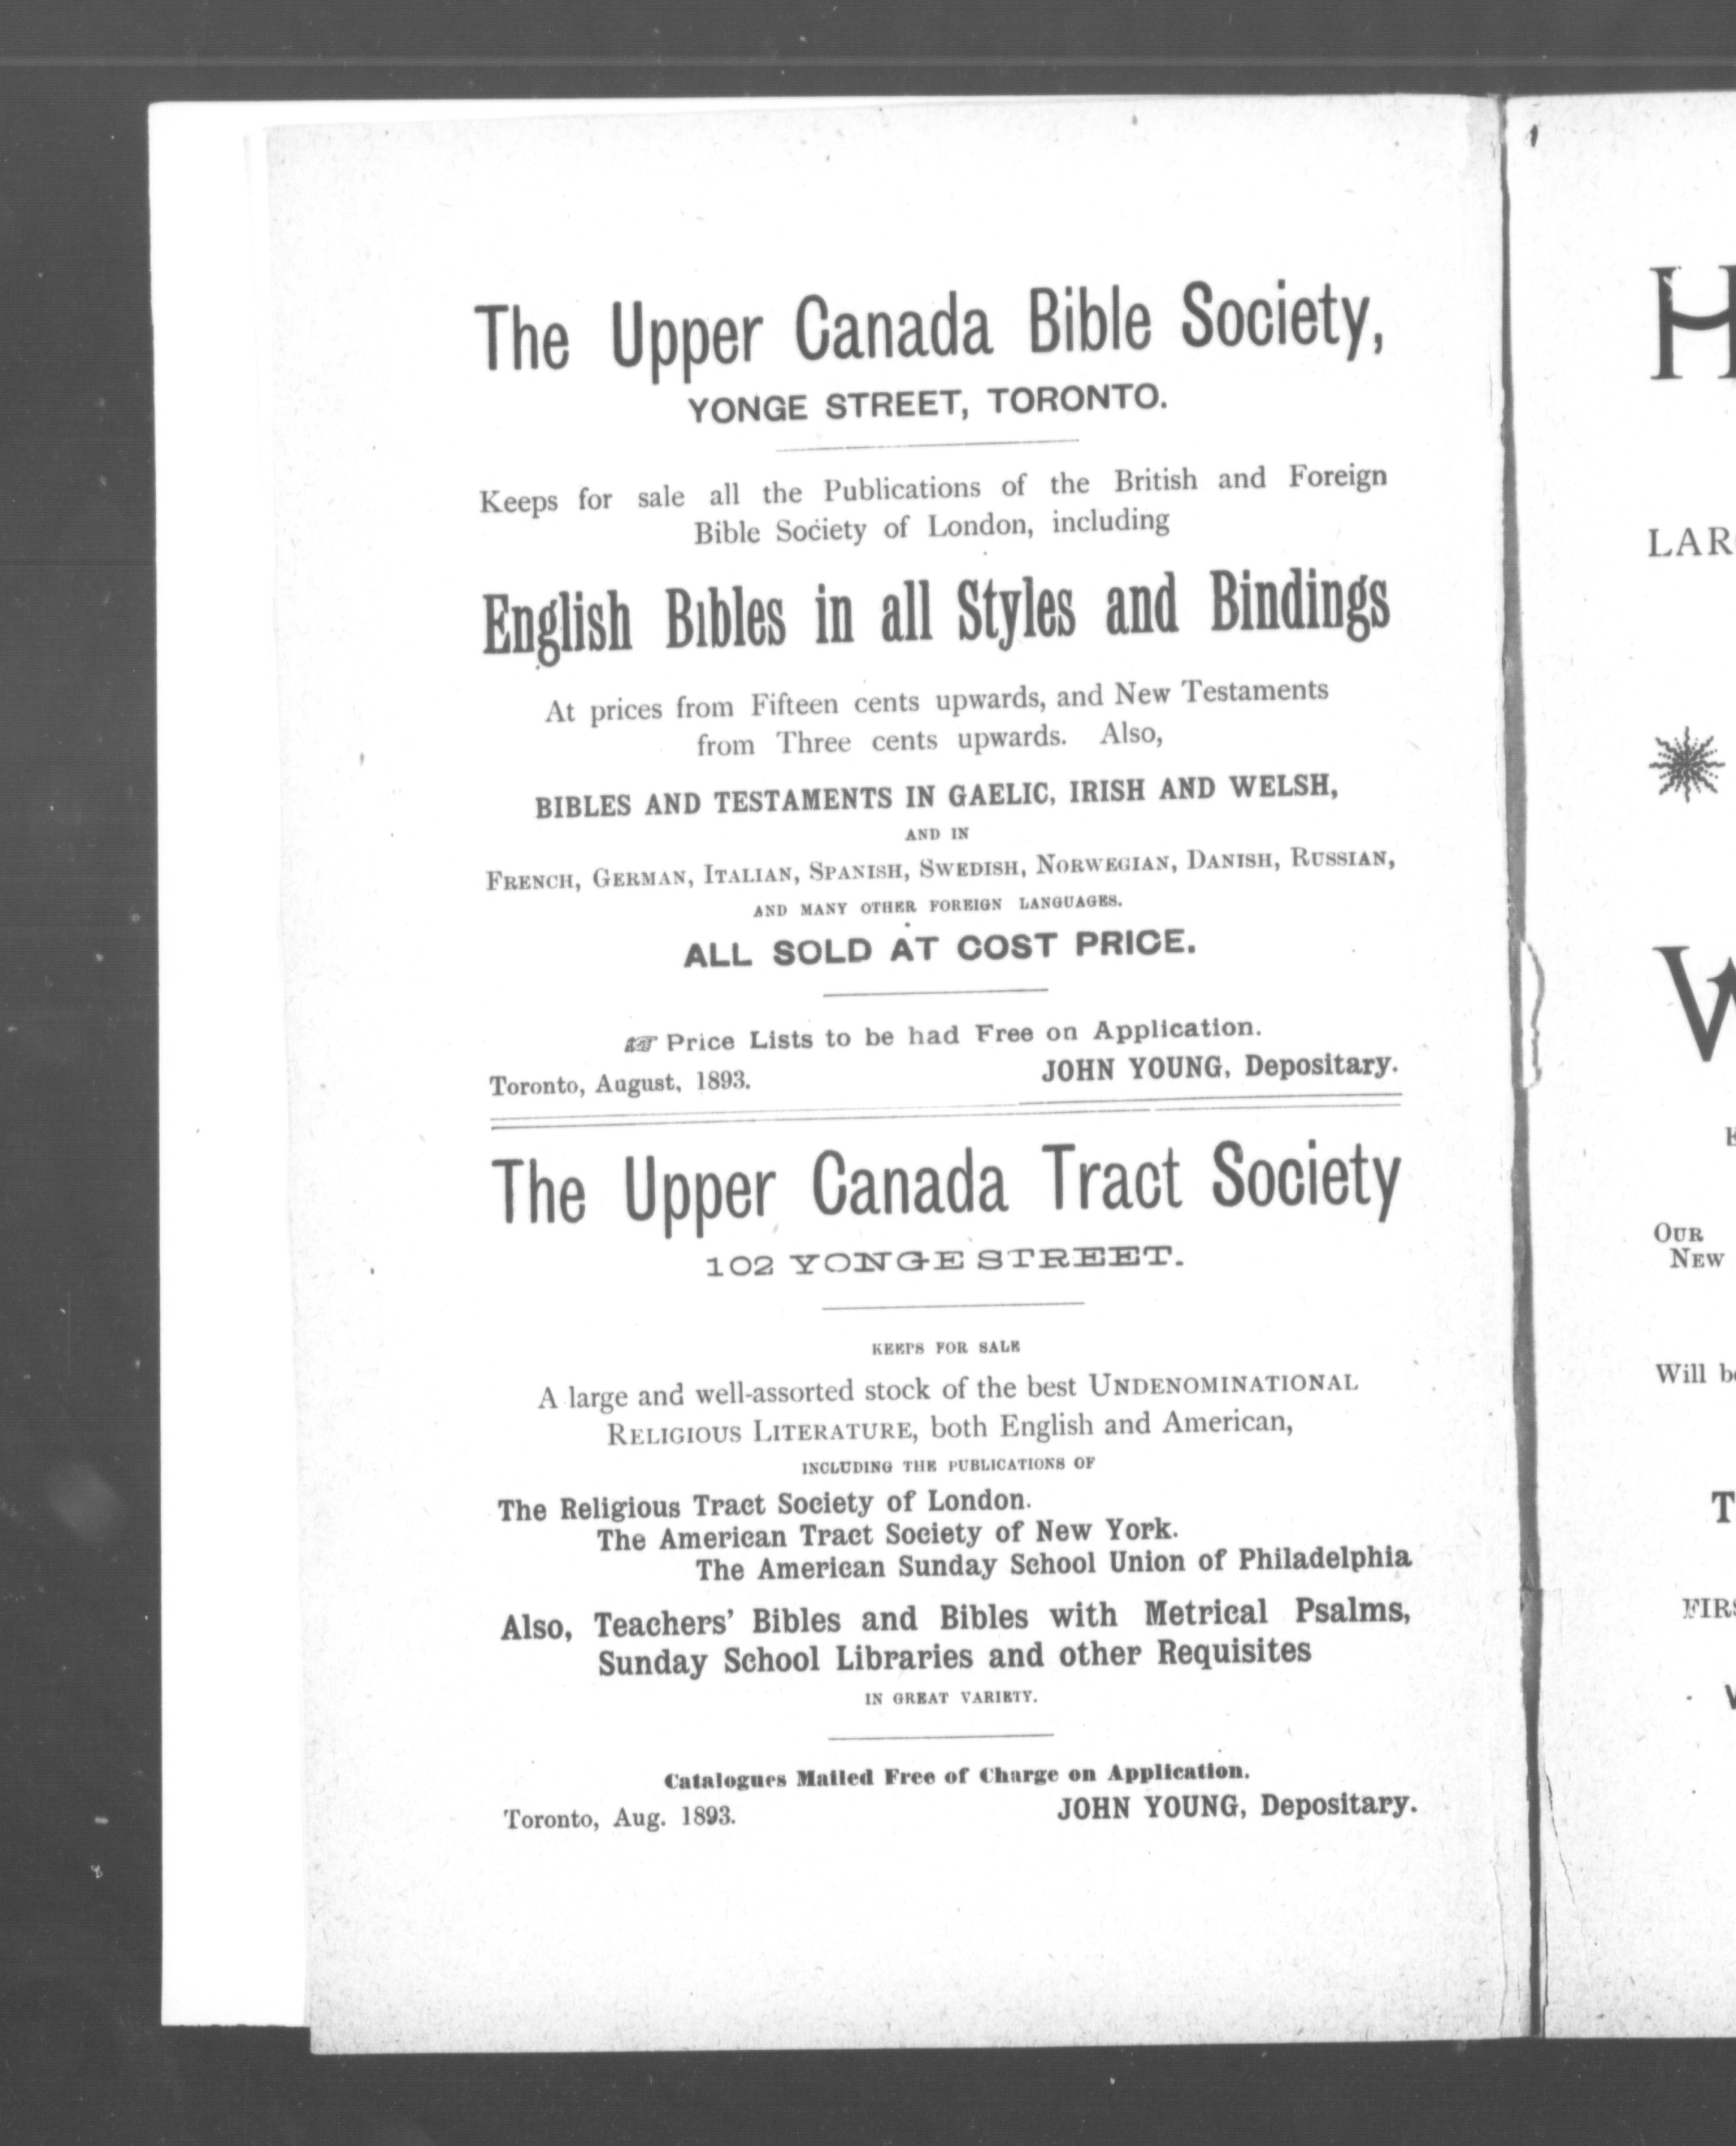 The Upper Canada Bible Society,
YONGE STREET, TORONTO.
Keeps for sale all the Publications of the British and Foreign
Bible Society of London, including
English Bibles in all Styles and Bindings
At prices from Fifteen cents upwards, and New Testaments
from Three cents upwards. Also,
BIBLES AND TESTAMENTS IN GAELIC, IRISH AND WELSH,
AND IN
FRENCH, GERMAN, ITALIAN, SPANISH, SWEDISH, NORWEGIAN, DANISH, RUSSIAN,
AND MANY OTHER FOREIGN LANGUAGES.
ALL SOLD AT COST PRICE.
☞ Price Lists to be had Free on Application.
Toronto, August, 1893. JOHN YOUNG, Depositary.
The Upper Canada Tract Society
102 YONGE STREET.
KEEPS FOR SALE
A large and well-assorted stock of the best UNDENOMINATIONAL
RELIGIOUS LITERATURE, both English and American,
INCLUDING THE PUBLICATIONS OF
The Religious Tract Society of London.
The American Tract Society of New York.
The American Sunday School Union of Philadelphia
Also, Teachers' Bibles and Bibles with Metrical Psalms,
Sunday School Libraries and other Requisites
IN GREAT VARIETY.
Catalogues Mailed Free of Charge on Application.
Toronto, Aug. 1893. JOHN YOUNG, Depositary.
OUR
NEW
Will